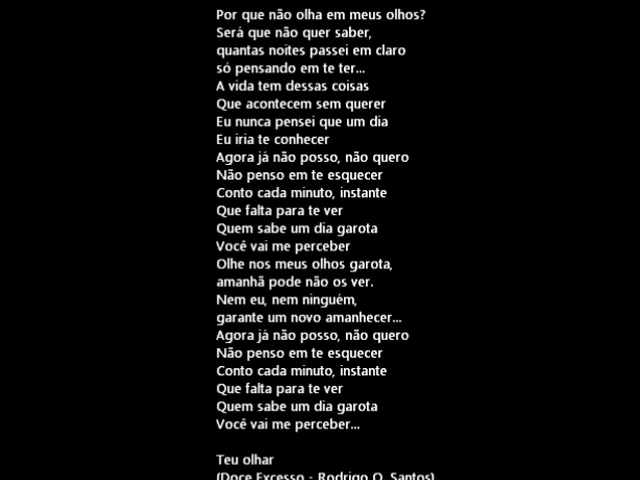 Por que não olha em meus olhos?
Será que não quer saber,
quantas noites passei em claro
só pensando em te ter...
A vida tem dessas coisas
Que acontecem sem querer
Eu nunca pensei que um dia
Eu iria te conhecer
Agora já não posso, não quero
Não penso em te esquecer
Conto cada minuto, instante
Que falta para te ver
Quem sabe um dia garota
Você vai me perceber
Olhe nos meus olhos garota,
amanhã pode não os ver.
Nem eu, nem ninguém,
garante um novo amanhecer...
Agora já não posso, não quero
Não penso em te esquecer
Conto cada minuto, instante
Que falta para te ver
Quem sabe um dia garota
Você vai me perceber...
Teu olhar
(Doce Excesso - Rodrigo O. Santos)